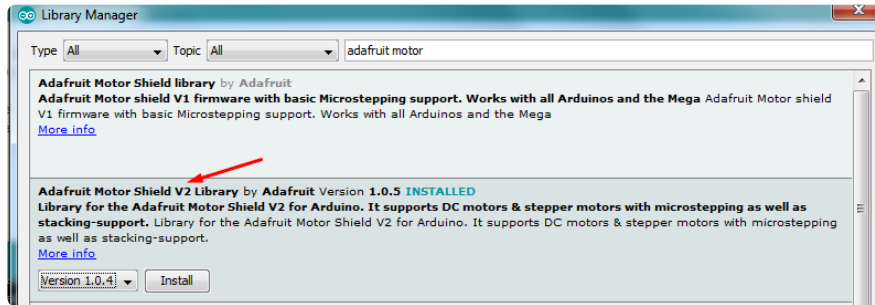 Library Manager
Type All Topic All adafruit motor
Adafruit Motor Shield library by Adafruit
Adafruit Motor shield V1 firmware with basic Microstepping support. Works with all Arduinos and the Mega Adafruit Motor shield
V1 firmware with basic Microstepping support. Works with all Arduinos and the Mega
More info
Adafruit Motor Shield V2 Library by Adafruit Version 1.0.5 INSTALLED
Library for the Adafruit Motor Shield V2 for Arduino. It supports DC motors & stepper motors with microstepping as well as
stacking-support. Library for the Adafruit Motor Shield V2 for Arduino. It supports DC motors & stepper motors with microstepping
as well as stacking-support.
More info
Version 1.0.4 Install